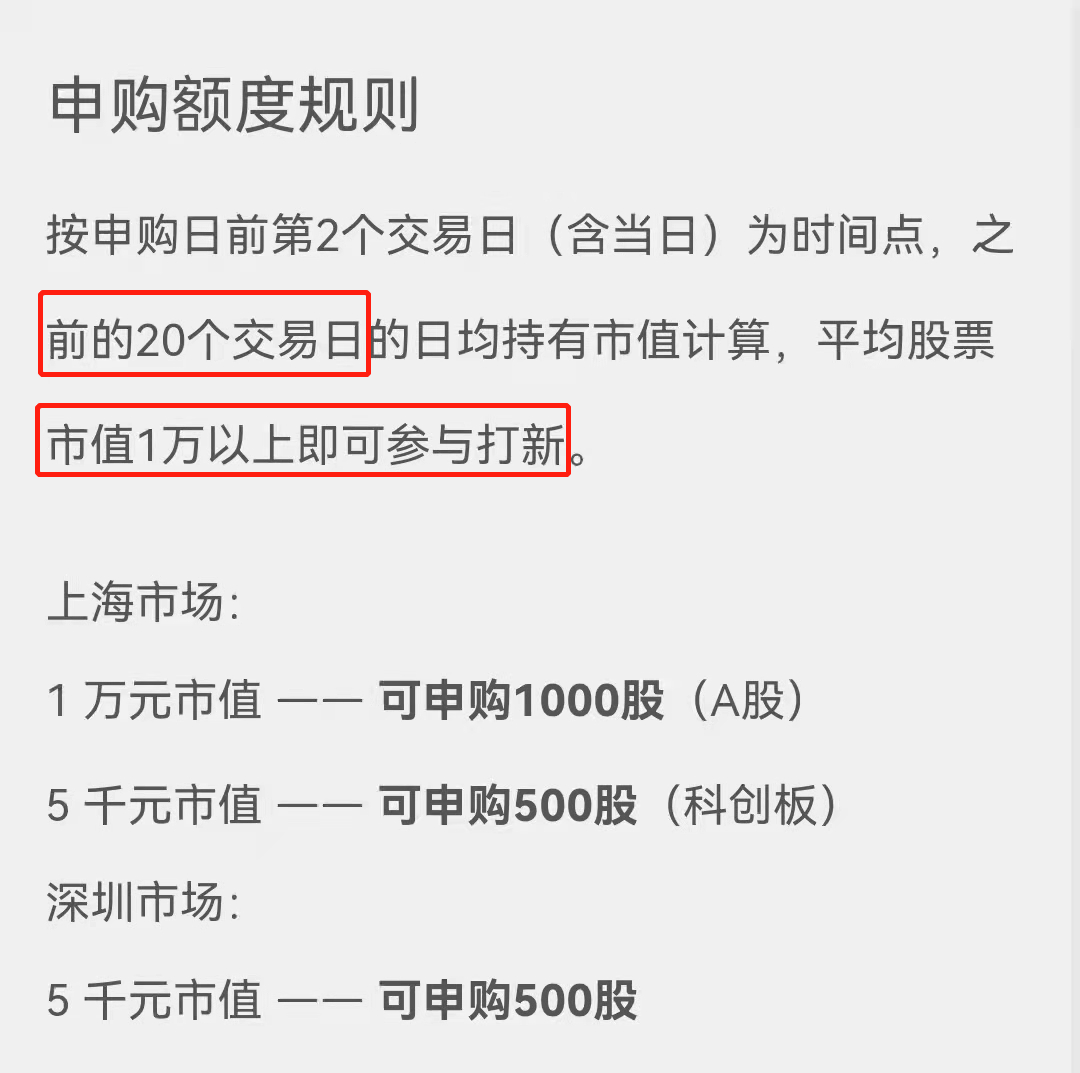 申购额度规则
按申购日前第2个交易日（含当日）为时间点，之
前的20个交易日的日均持有市值计算，平均股票
市值1万以上即可参与打新。
上海市场：
1 万元市值 —— 可申购1000股（A股）
5 千元市值 —— 可申购500股（科创板）
深圳市场：
5 千元市值 —— 可申购500股